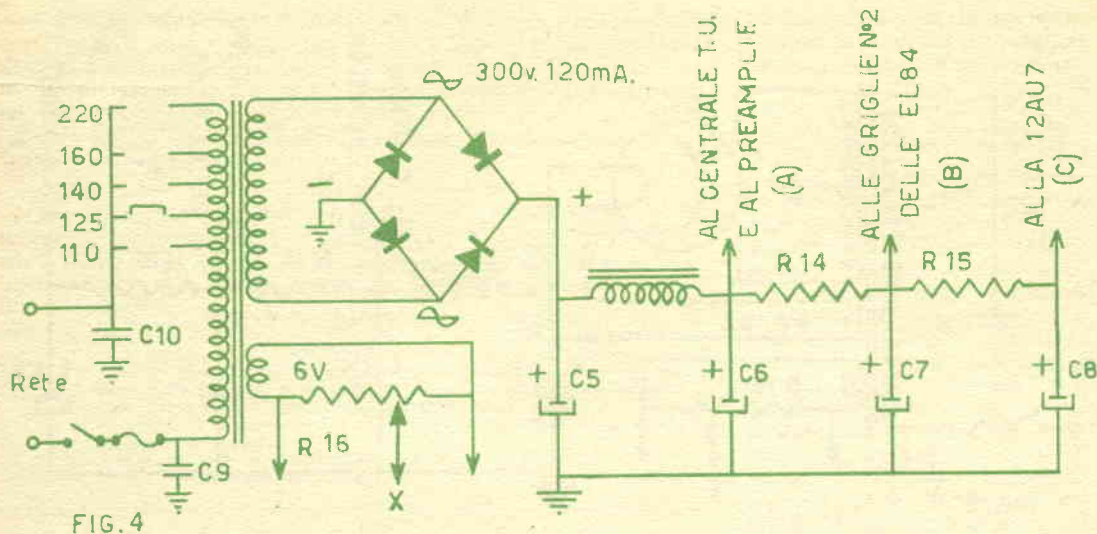 220
160
140
125
110
C10
Rete
C9
FIG.4
300v. 120mA.
6V
R 16
X
+
+
C5
AL CENTRALE T.U.
E AL PREAMPLIF.
(A)
+
C6
R 14
ALLE GRIGLIE N°2
DELLE EL84
(B)
+
C7
R 15
ALLA 12AU7
(C)
+
C8